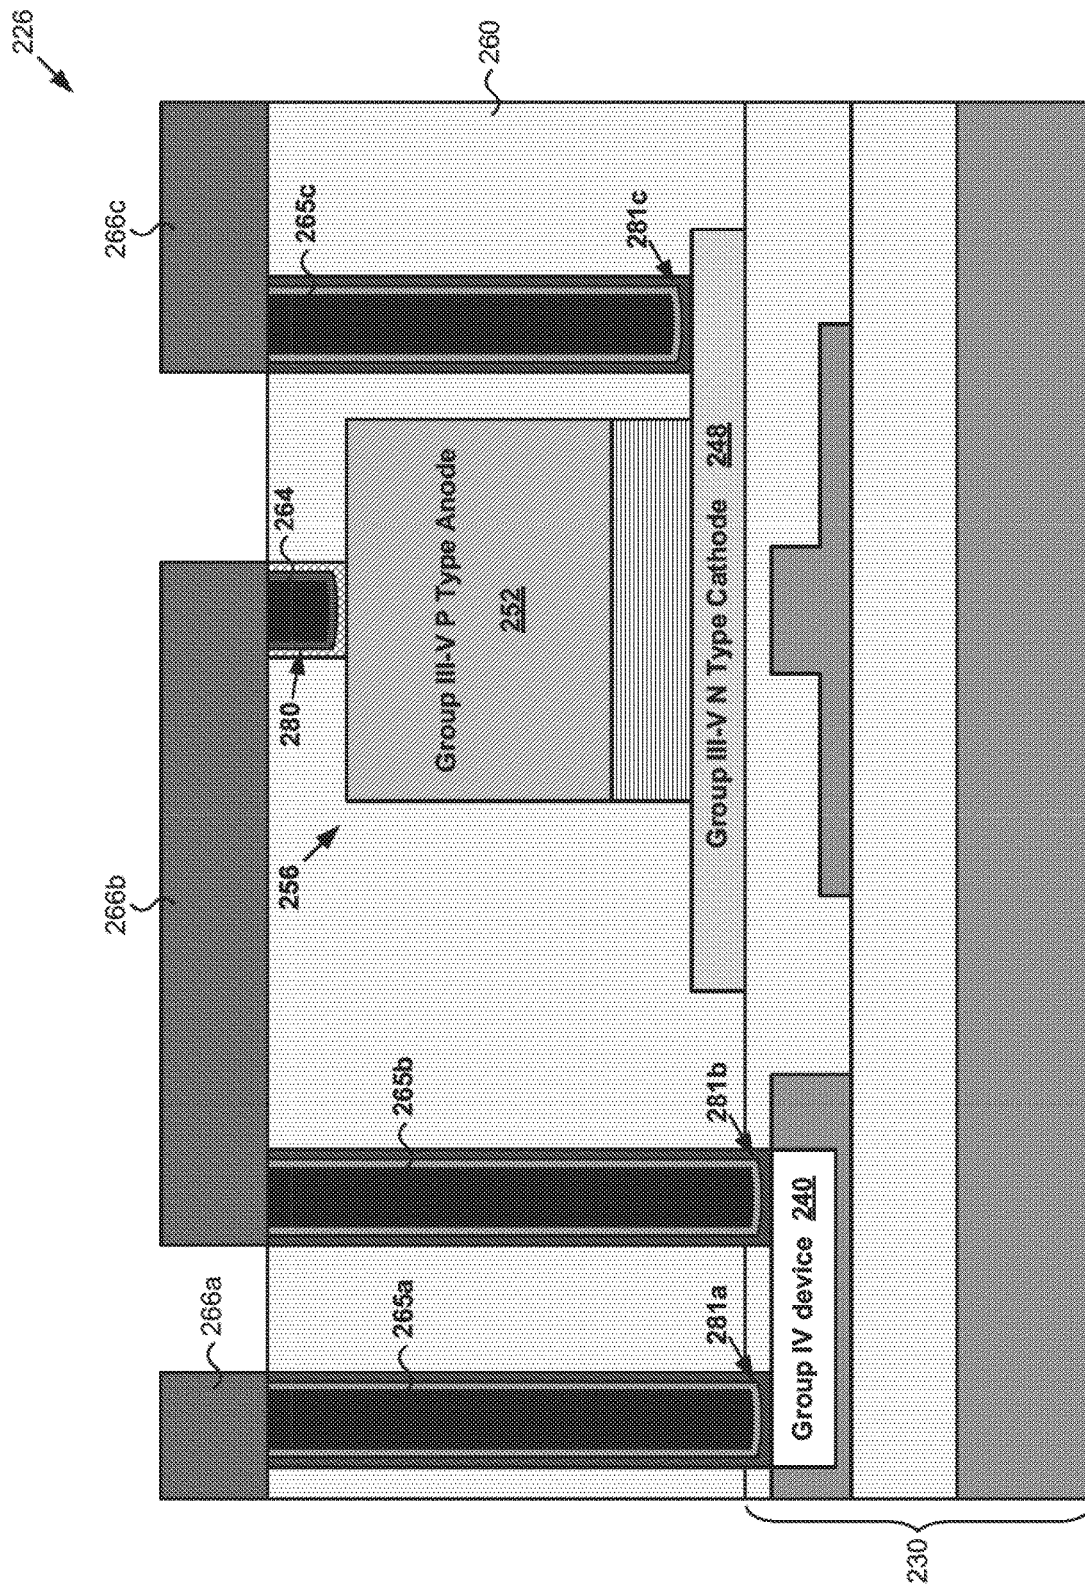 226
266a
266b
266c
260
265a
265b
265c
280
264
256
Group III-V P Type Anode
252
281a
281b
281c
Group III-V N Type Cathode 248
Group IV device 240
230